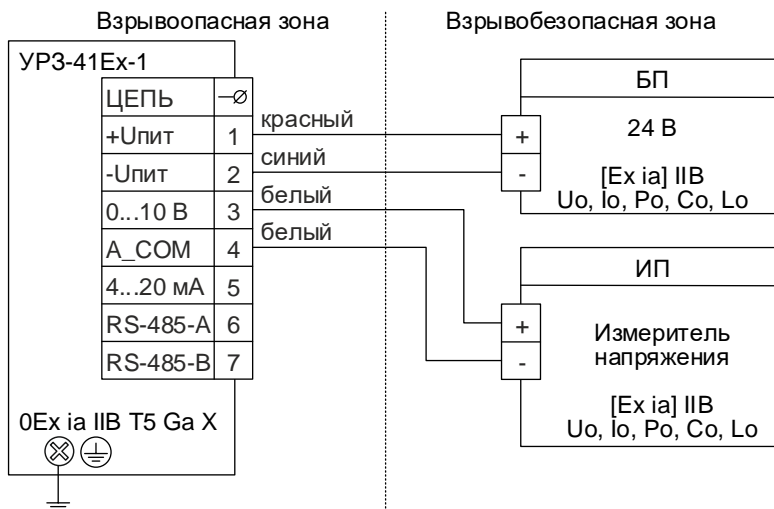 Взрывоопасная зона
Взрывобезопасная зона
УРЗ-41Ех-1
ЦЕПЬ
+Uпит 1 красный
-Uпит 2 синий
0...10 В 3 белый
A_COM 4 белый
4...20 мА 5
RS-485-A 6
RS-485-B 7
0Ex ia IIB T5 Ga X
БП
+
-
24 В
[Ex ia] IIB
Uo, Io, Po, Co, Lo
ИП
+
-
Измеритель
напряжения
[Ex ia] IIB
Uo, Io, Po, Co, Lo